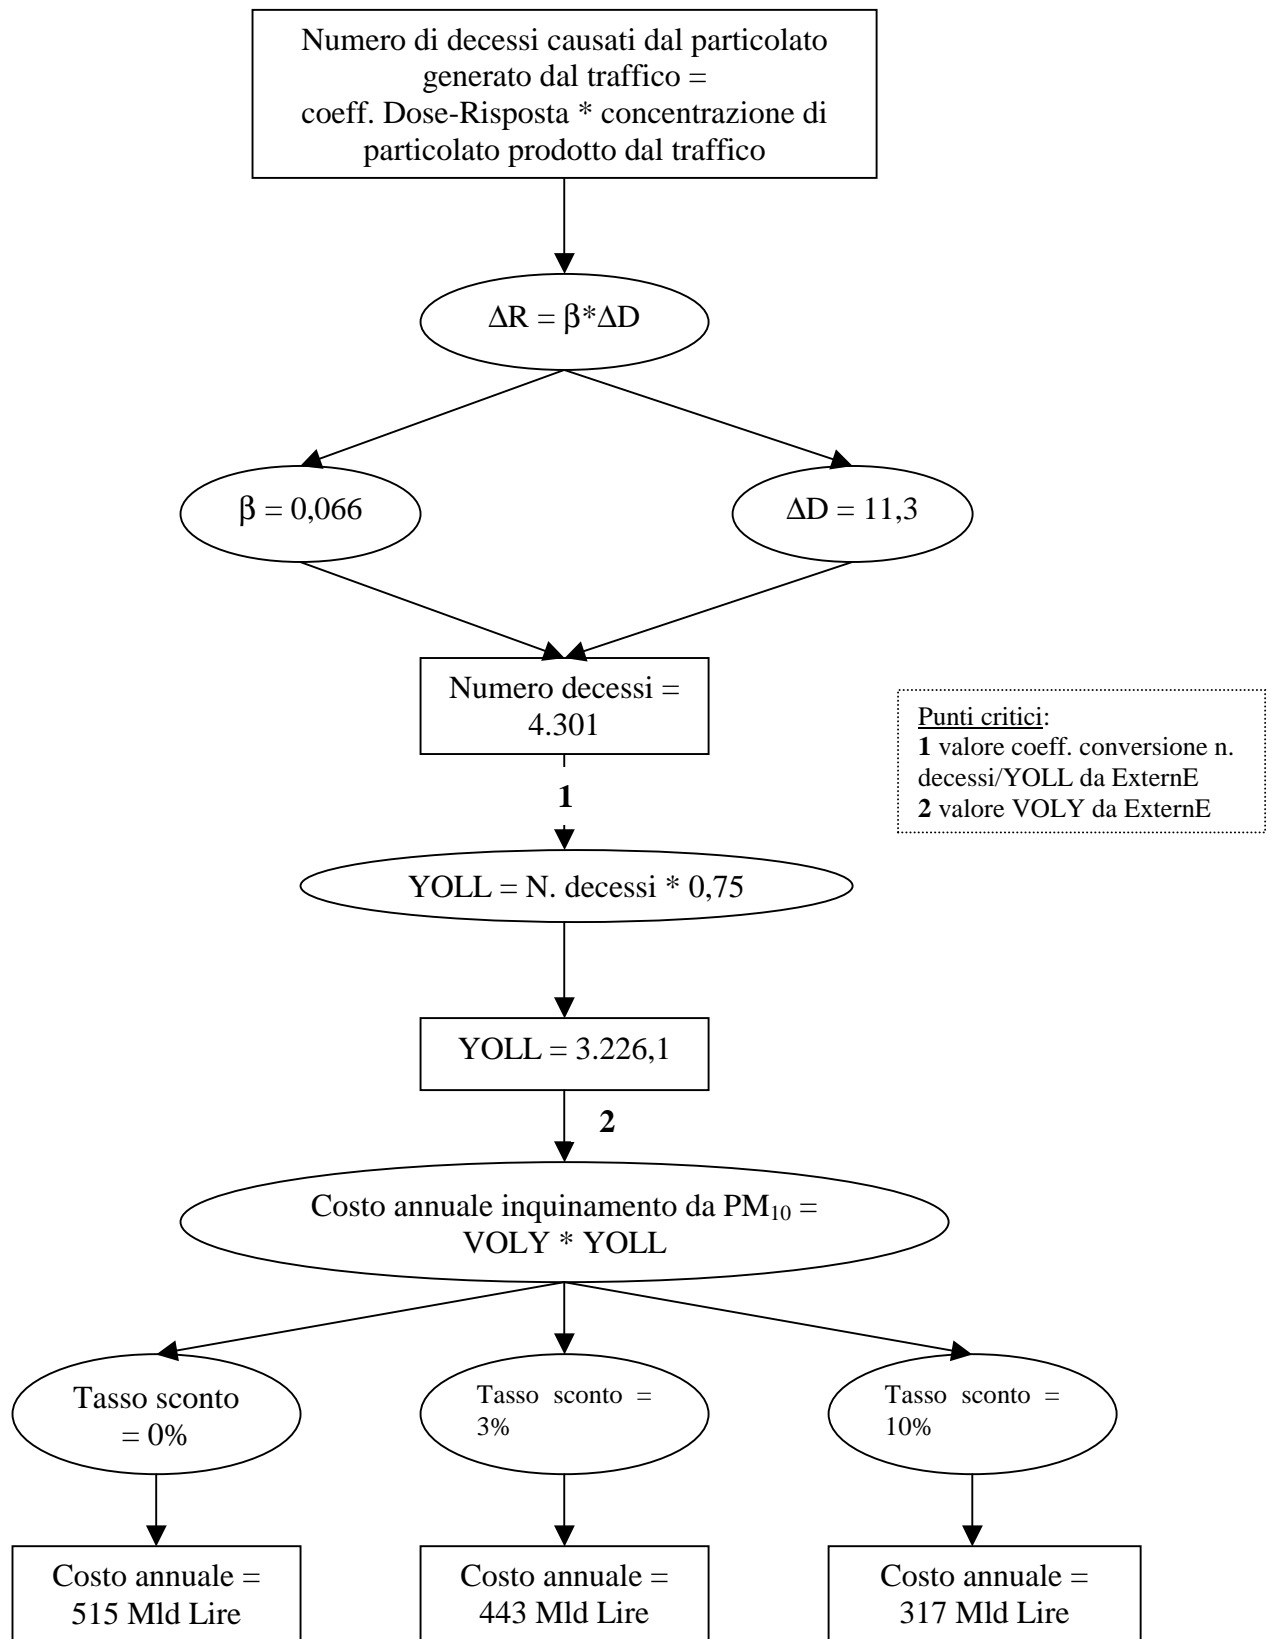 Numero di decessi causati dal particolato
generato dal traffico =
coeff. Dose-Risposta * concentrazione di
particolato prodotto dal traffico
ΔR = β*ΔD
β = 0,066
ΔD = 11,3
Numero decessi =
4.301
Punti critici:
1 valore coeff. conversione n.
decessi/YOLL da ExternE
2 valore VOLY da ExternE
1
YOLL = N. decessi * 0,75
YOLL = 3.226,1
2
Costo annuale inquinamento da PM₁₀ =
VOLY * YOLL
Tasso sconto
= 0%
Tasso sconto =
3%
Tasso sconto =
10%
Costo annuale =
515 Mld Lire
Costo annuale =
443 Mld Lire
Costo annuale =
317 Mld Lire